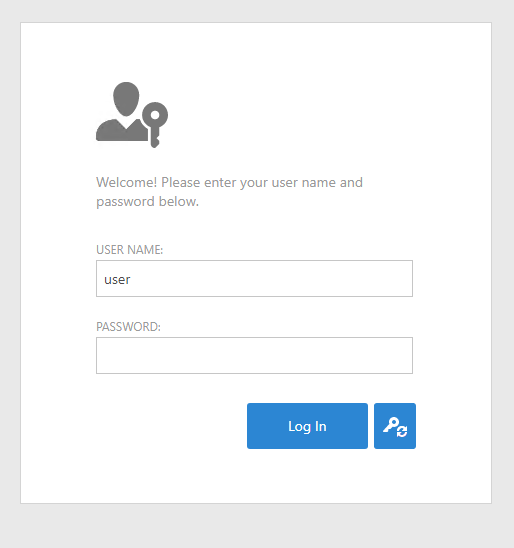 Welcome! Please enter your user name and
password below.
USER NAME:
user
PASSWORD:
Log In